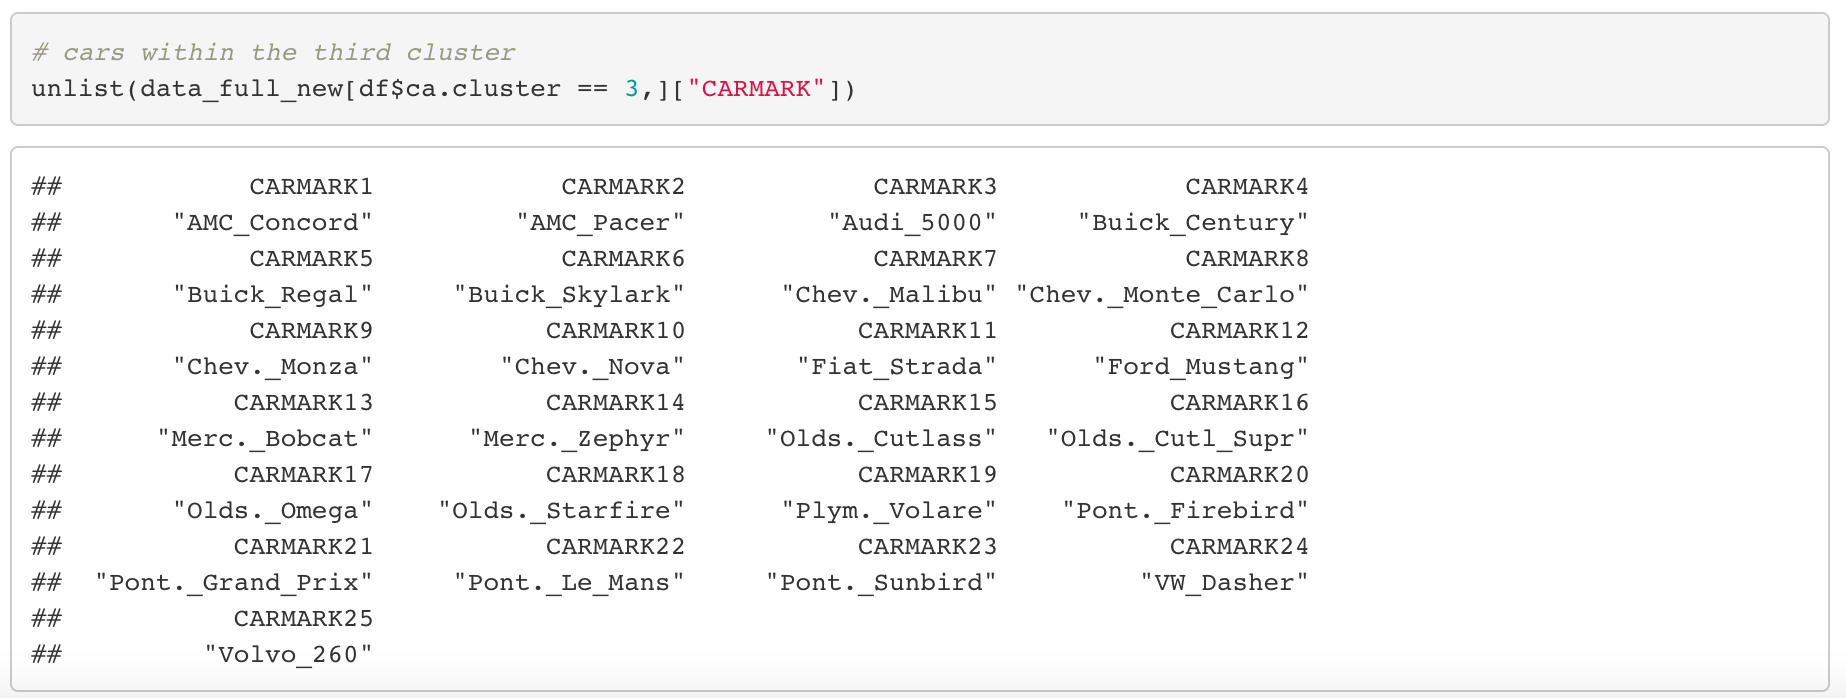 # cars within the third cluster
unlist(data_full_new[df$ca.cluster == 3,]["CARMARK"])
## CARMARK1 CARMARK2 CARMARK3 CARMARK4
## "AMC_Concord" "AMC_Pacer" "Audi_5000" "Buick_Century"
## CARMARK5 CARMARK6 CARMARK7 CARMARK8
## "Buick_Regal" "Buick_Skylark" "Chev._Malibu" "Chev._Monte_Carlo"
## CARMARK9 CARMARK10 CARMARK11 CARMARK12
## "Chev._Monza" "Chev._Nova" "Fiat_Strada" "Ford_Mustang"
## CARMARK13 CARMARK14 CARMARK15 CARMARK16
## "Merc._Bobcat" "Merc._Zephyr" "Olds._Cutlass" "Olds._Cutl_Supr"
## CARMARK17 CARMARK18 CARMARK19 CARMARK20
## "Olds._Omega" "Olds._Starfire" "Plym._Volare" "Pont._Firebird"
## CARMARK21 CARMARK22 CARMARK23 CARMARK24
## "Pont._Grand_Prix" "Pont._Le_Mans" "Pont._Sunbird" "VW_Dasher"
## CARMARK25
## "Volvo_260"